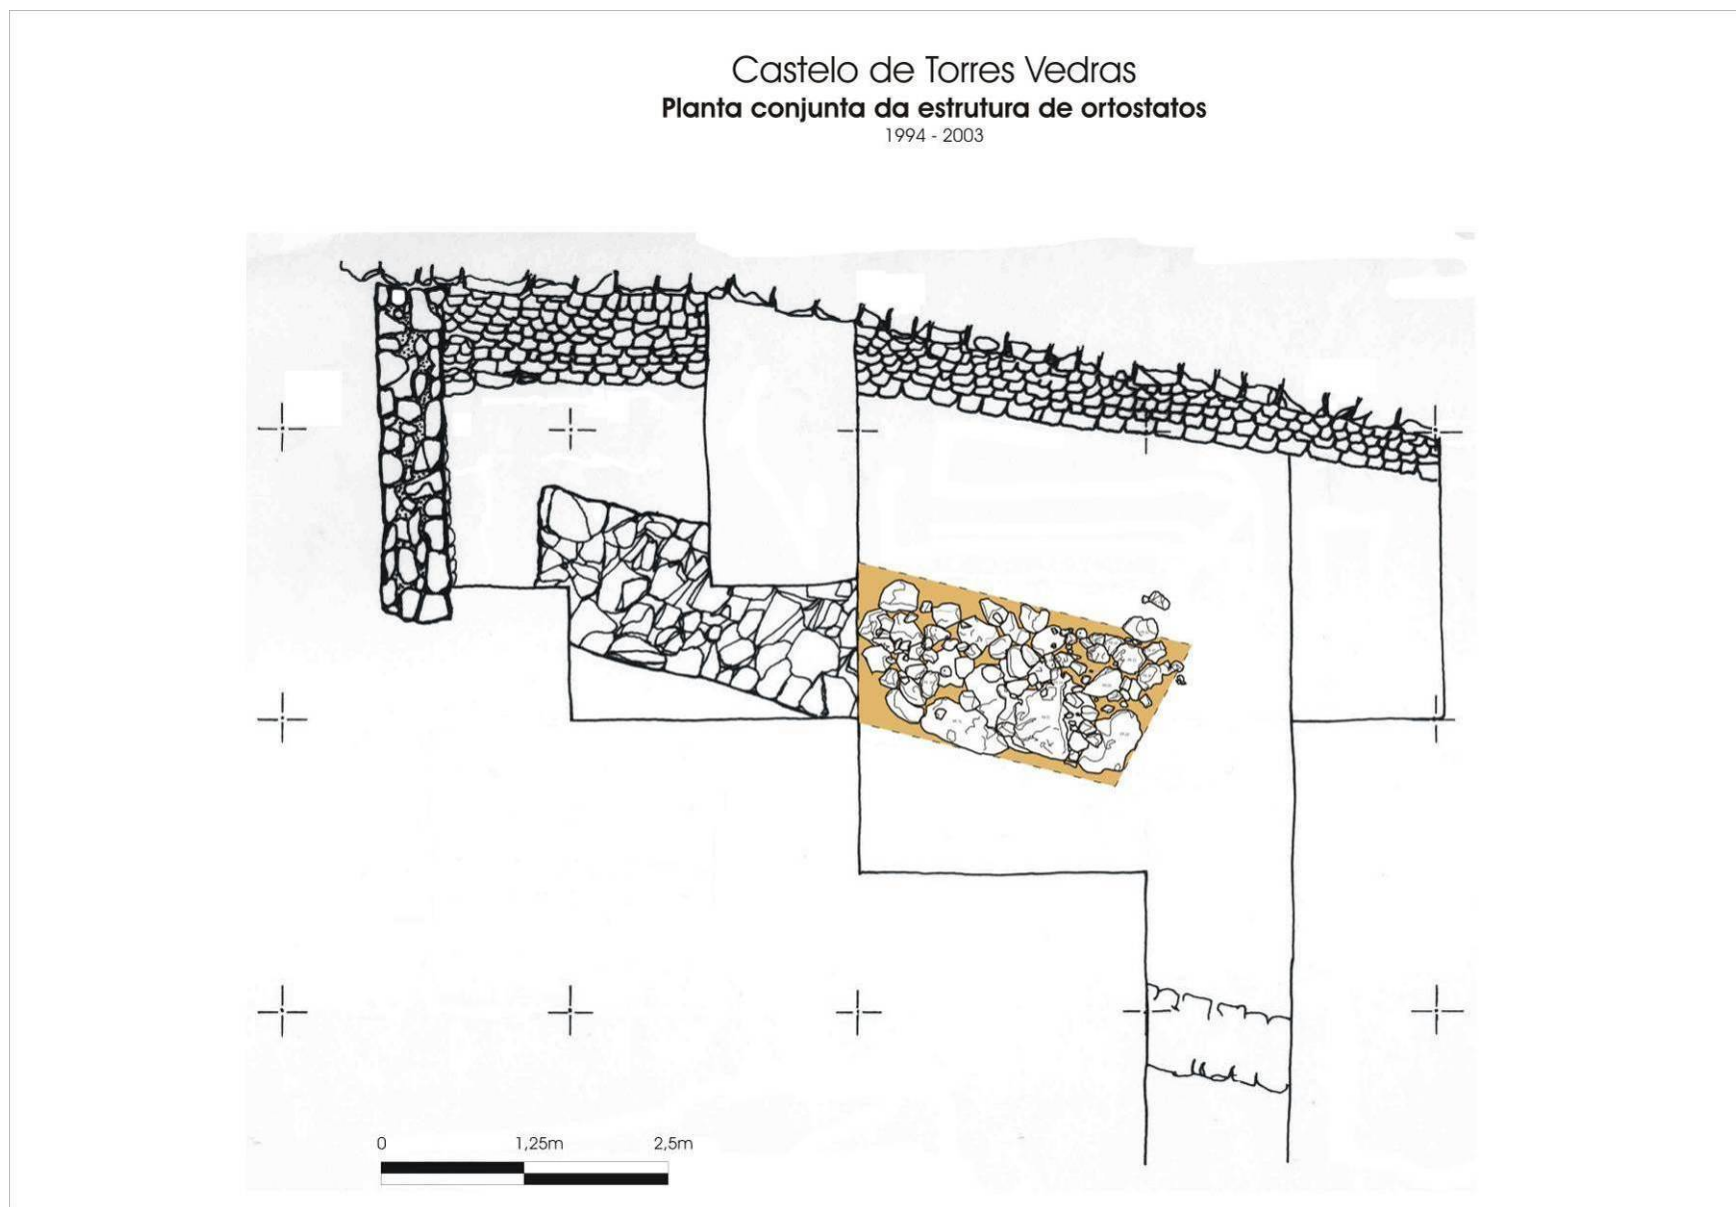 Castelo de Torres Vedras
Planta conjunta da estrutura de ortostatos
1994 - 2003
0 1,25m 2,5m